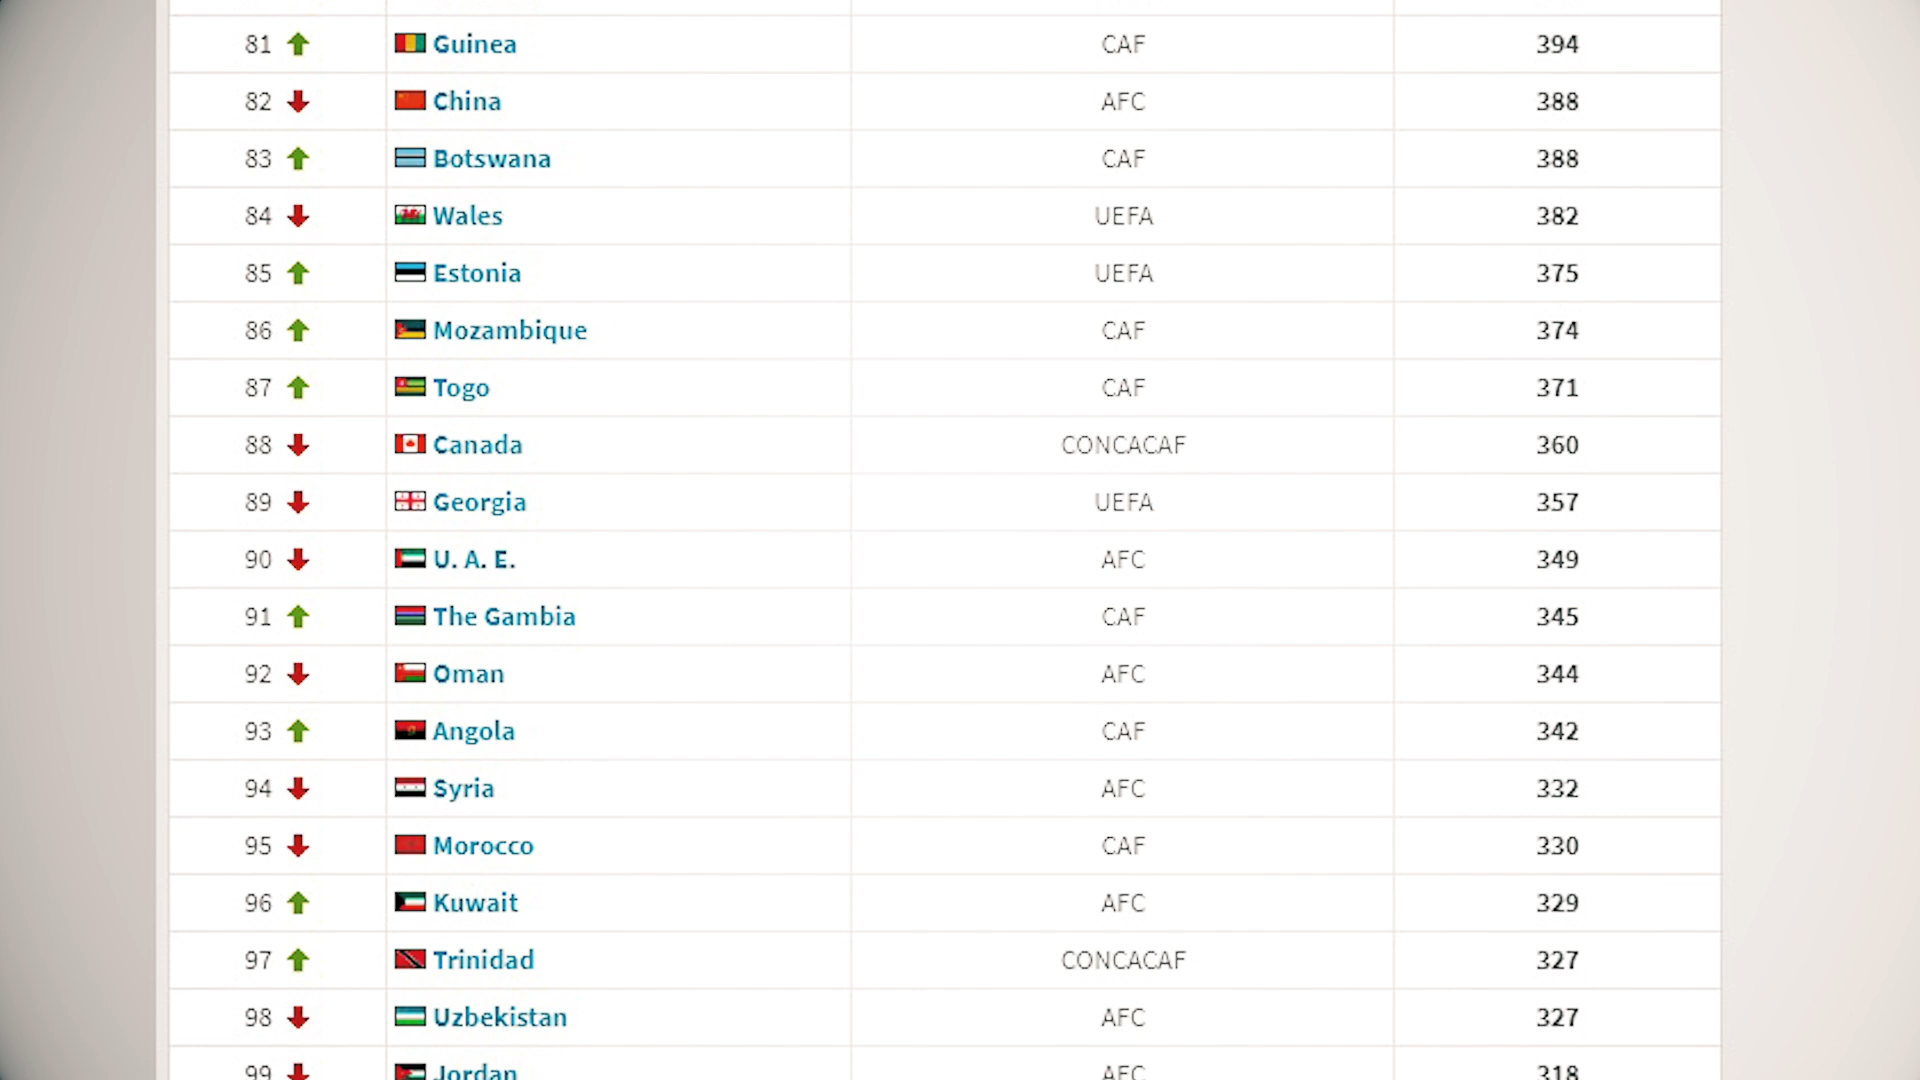 81 Guinea CAF 394
82 China AFC 388
83 Botswana CAF 388
84 Wales UEFA 382
85 Estonia UEFA 375
86 Mozambique CAF 374
87 Togo CAF 371
88 Canada CONCACAF 360
89 Georgia UEFA 357
90 U. A. E. AFC 349
91 The Gambia CAF 345
92 Oman AFC 344
93 Angola CAF 342
94 Syria AFC 332
95 Morocco CAF 330
96 Kuwait AFC 329
97 Trinidad CONCACAF 327
98 Uzbekistan AFC 327
99 Jordan AFC 318